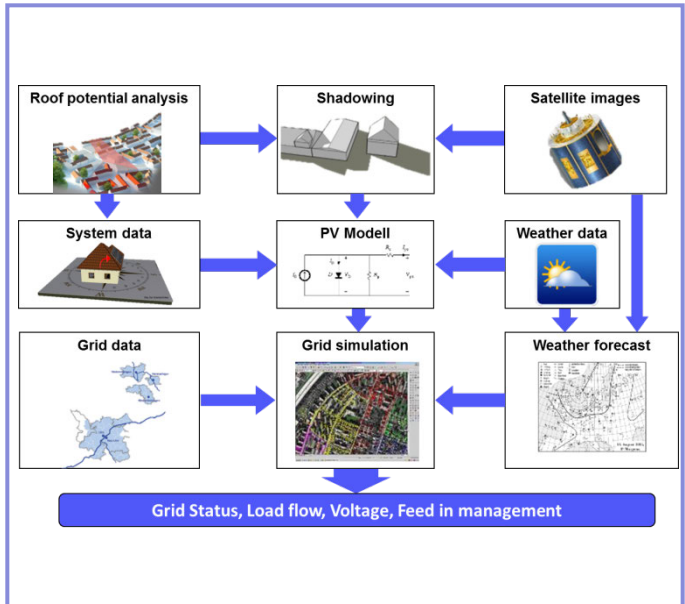 Roof potential analysis
Shadowing
Satellite images
System data
PV Modell
Weather data
Grid data
Grid simulation
Weather forecast
Grid Status, Load flow, Voltage, Feed in management